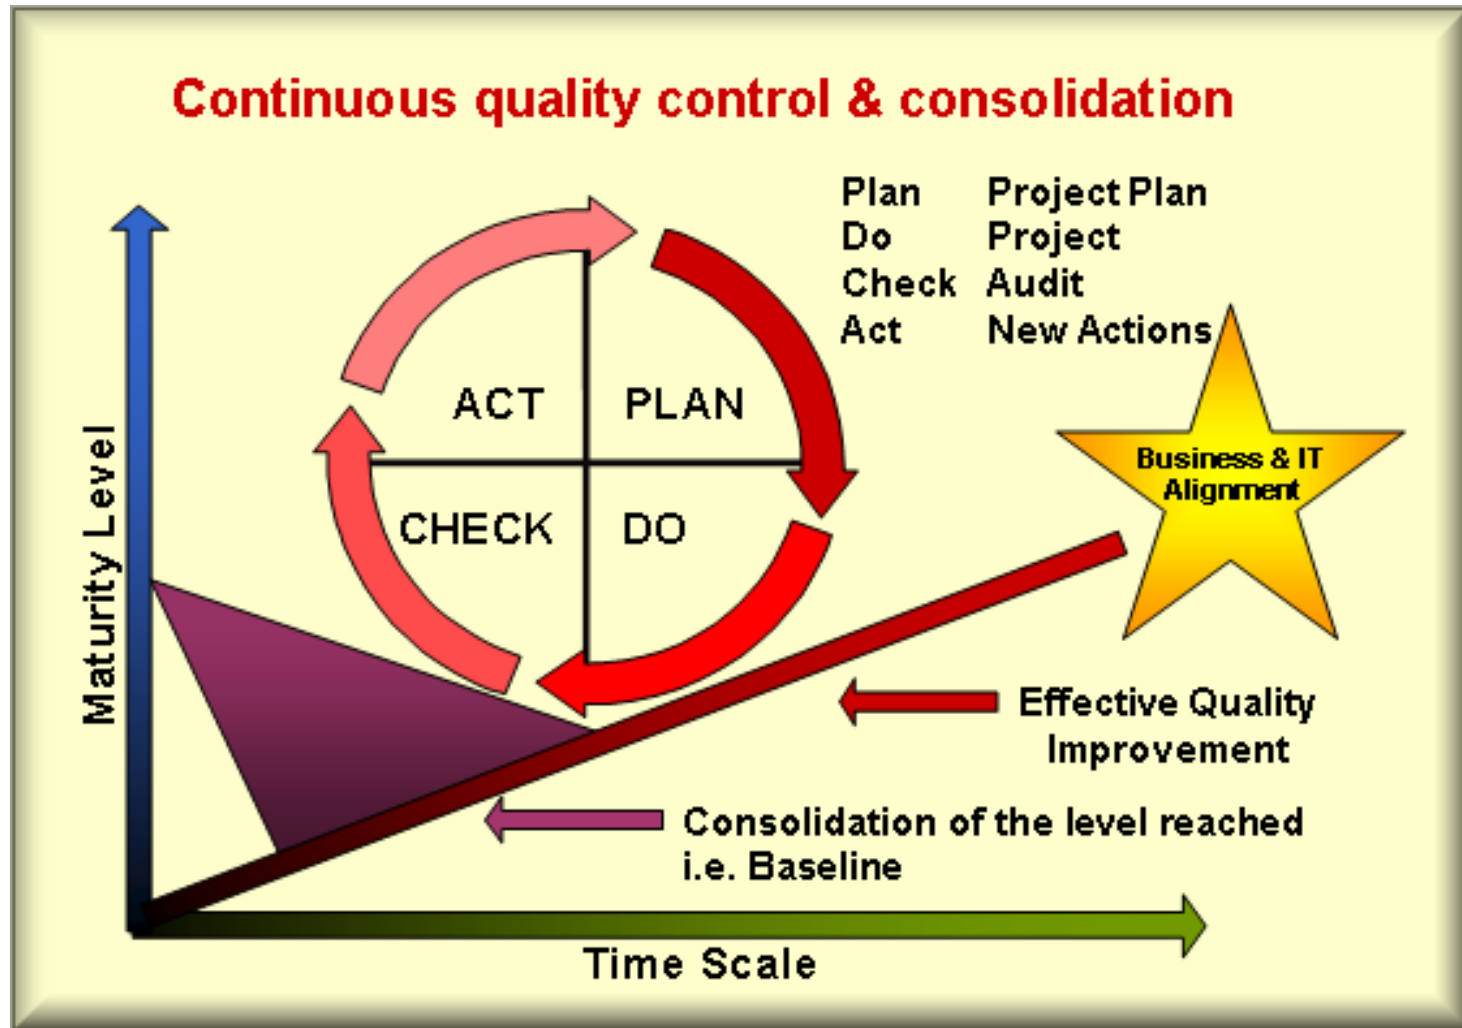 Continuous quality control & consolidation
Plan Project Plan
Do Project
Check Audit
Act New Actions
ACT PLAN
CHECK DO
Business & IT
Alignment
Maturity Level
Effective Quality
Improvement
Consolidation of the level reached
i.e. Baseline
Time Scale